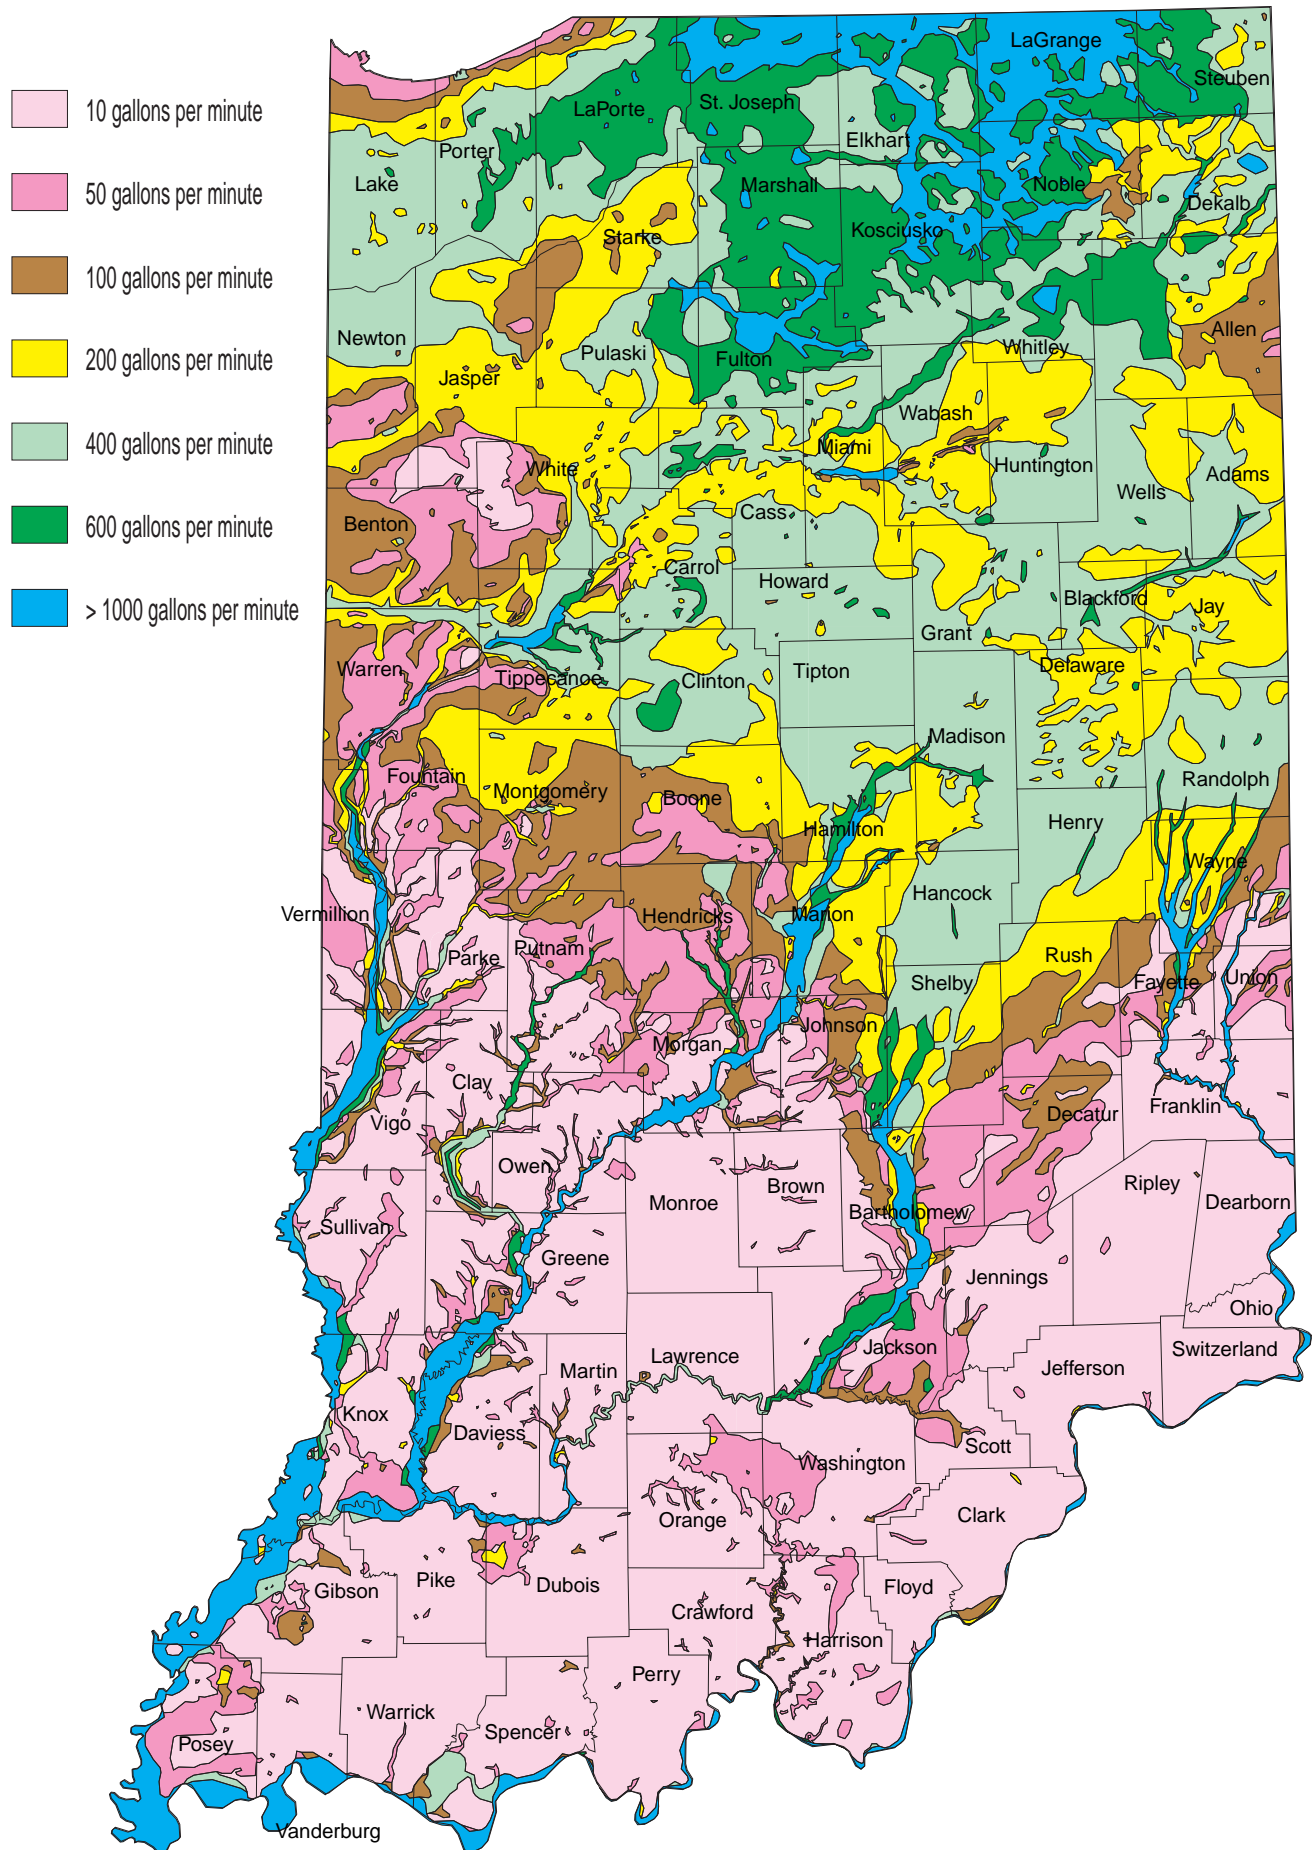 10 gallons per minute
50 gallons per minute
100 gallons per minute
200 gallons per minute
400 gallons per minute
600 gallons per minute
> 1000 gallons per minute
LaGrange
Steuben
LaPorte
St. Joseph
Elkhart
Porter
Lake
Marshall
Noble
Dekalb
Starke
Kosciusko
Newton
Pulaski
Fulton
Whitley
Allen
Jasper
Wabash
Miami
White
Huntington
Wells
Adams
Benton
Cass
Carrol
Howard
Blackford
Jay
Grant
Warren
Tippecanoe
Clinton
Tipton
Delaware
Madison
Fountain
Montgomery
Boone
Randolph
Hamilton
Henry
Wayne
Vermillion
Hendricks
Marion
Hancock
Parke
Putnam
Rush
Shelby
Fayette
Union
Johnson
Morgan
Clay
Vigo
Decatur
Franklin
Owen
Monroe
Brown
Ripley
Dearborn
Sullivan
Bartholomew
Greene
Jennings
Ohio
Jackson
Switzerland
Martin
Lawrence
Jefferson
Knox
Daviess
Scott
Washington
Orange
Clark
Gibson
Pike
Dubois
Floyd
Crawford
Harrison
Perry
Warrick
Spencer
Posey
Vanderburg